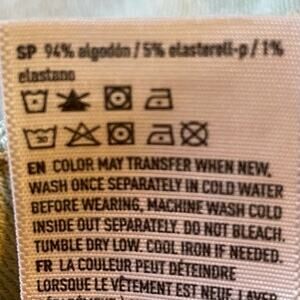 SP 94% algodón / 5% elasterell-p / 1%
elastano
EN COLOR MAY TRANSFER WHEN NEW,
WASH ONCE SEPARATELY IN COLD WATER
BEFORE WEARING, MACHINE WASH COLD
INSIDE OUT SEPARATELY. DO NOT BLEACH.
TUMBLE DRY LOW. COOL IRON IF NEEDED.
FR LA COULEUR PEUT DÉTEINDRE
LORSQUE LE VÊTEMENT EST NEUF. LAVER